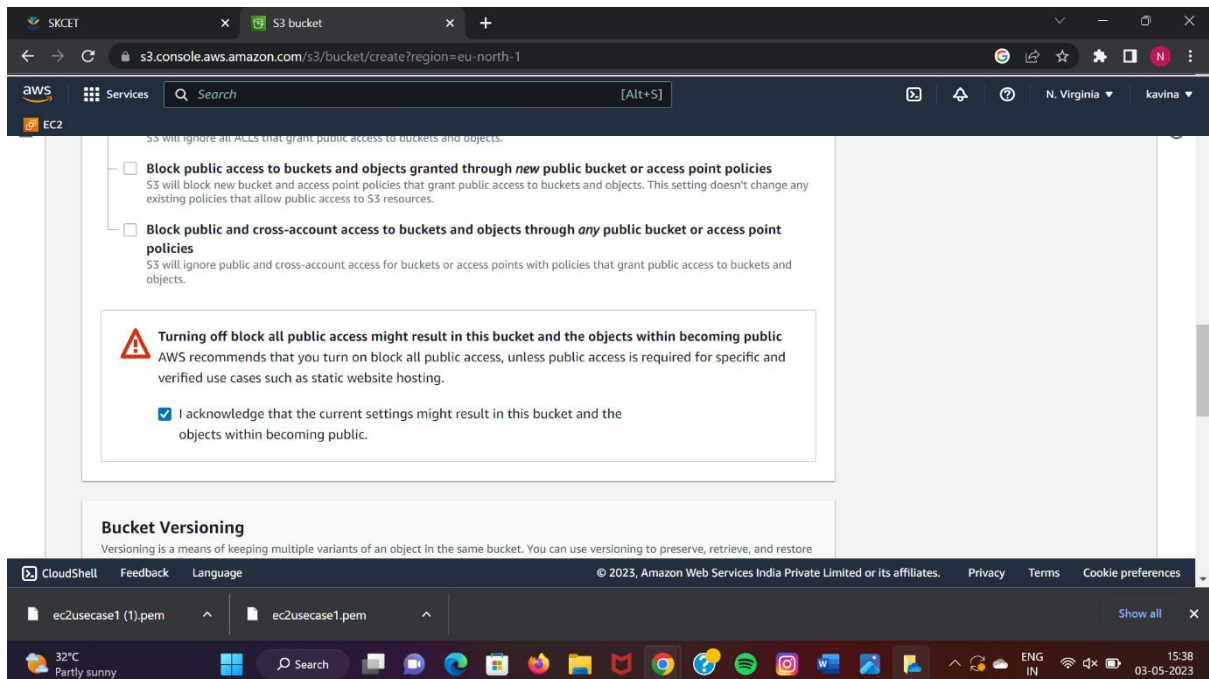 SKCET
S3 bucket
s3.console.aws.amazon.com/s3/bucket/create?region=eu-north-1
N
aws
Services
Search
[Alt+S]
N. Virginia
kavina
EC2
S3 will ignore all ACLs that grant public access to buckets and objects.
Block public access to buckets and objects granted through new public bucket or access point policies
S3 will block new bucket and access point policies that grant public access to buckets and objects. This setting doesn't change any
existing policies that allow public access to S3 resources.
Block public and cross-account access to buckets and objects through any public bucket or access point
policies
S3 will ignore public and cross-account access for buckets or access points with policies that grant public access to buckets and
objects.
Turning off block all public access might result in this bucket and the objects within becoming public
AWS recommends that you turn on block all public access, unless public access is required for specific and
verified use cases such as static website hosting.
I acknowledge that the current settings might result in this bucket and the
objects within becoming public.
Bucket Versioning
Versioning is a means of keeping multiple variants of an object in the same bucket. You can use versioning to preserve, retrieve, and restore
CloudShell Feedback Language © 2023, Amazon Web Services India Private Limited or its affiliates. Privacy Terms Cookie preferences
ec2usecase1 (1).pem
ec2usecase1.pem
Show all
32°C
Partly sunny
Search
ENG
IN
15:38
03-05-2023